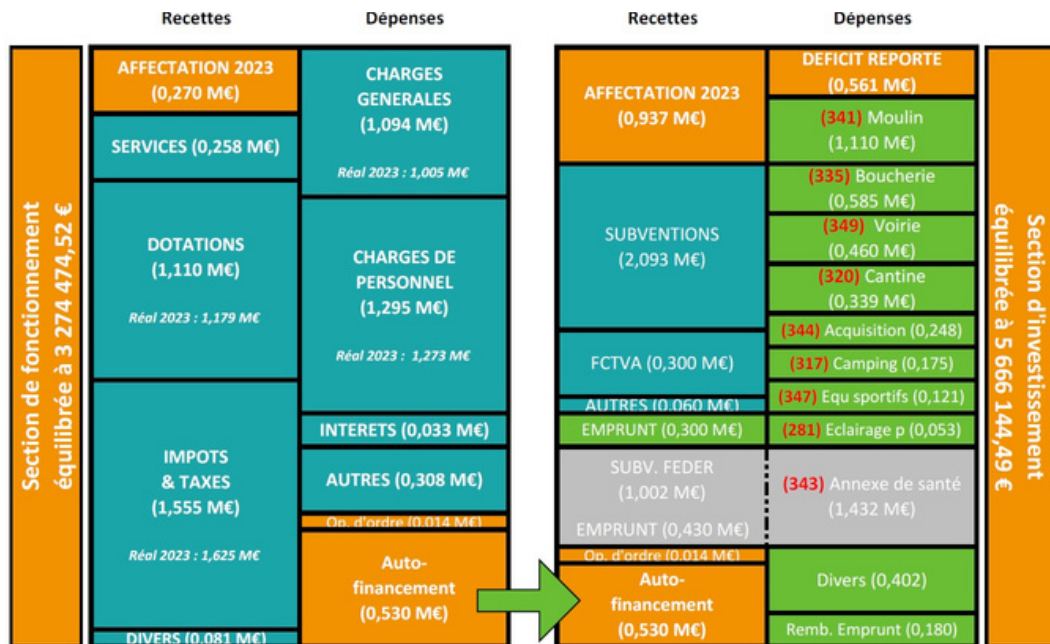 Recettes
Dépenses
Recettes
Dépenses
Section de fonctionnement
équilibrée à 3 274 474,52 €
AFFECTATION 2023
(0,270 M€)
SERVICES (0,258 M€)
DOTATIONS
(1,110 M€)
Réal 2023 : 1,179 M€
IMPOTS
& TAXES
(1,555 M€)
Réal 2023 : 1,625 M€
DIVERS (0,081 M€)
CHARGES
GENERALES
(1,094 M€)
Réal 2023 : 1,005 M€
CHARGES DE
PERSONNEL
(1,295 M€)
Réal 2023 : 1,273 M€
INTERETS (0,033 M€)
AUTRES (0,308 M€)
Op. d'ordre (0.014 M€)
Auto-
financement
(0,530 M€)
AFFECTATION 2023
(0,937 M€)
SUBVENTIONS
(2,093 M€)
FCTVA (0,300 M€)
AUTRES (0.060 M€)
EMPRUNT (0,300 M€)
SUBV. FEDER
(1,002 M€)
EMPRUNT (0,430 M€)
Op. d'ordre (0.014 M€)
Auto-
financement
(0,530 M€)
DEFICIT REPORTE
(0,561 M€)
(341) Moulin
(1,110 M€)
(335) Boucherie
(0,585 M€)
(349) Voirie
(0,460 M€)
(320) Cantine
(0,339 M€)
(344) Acquisition (0,248)
(317) Camping (0,175)
(347) Equ sportifs (0,121)
(281) Eclairage p (0,053)
(343) Annexe de santé
(1,432 M€)
Divers (0,402)
Remb. Emprunt (0,180)
Section d'investissement
équilibrée à 5 666 144,49 €